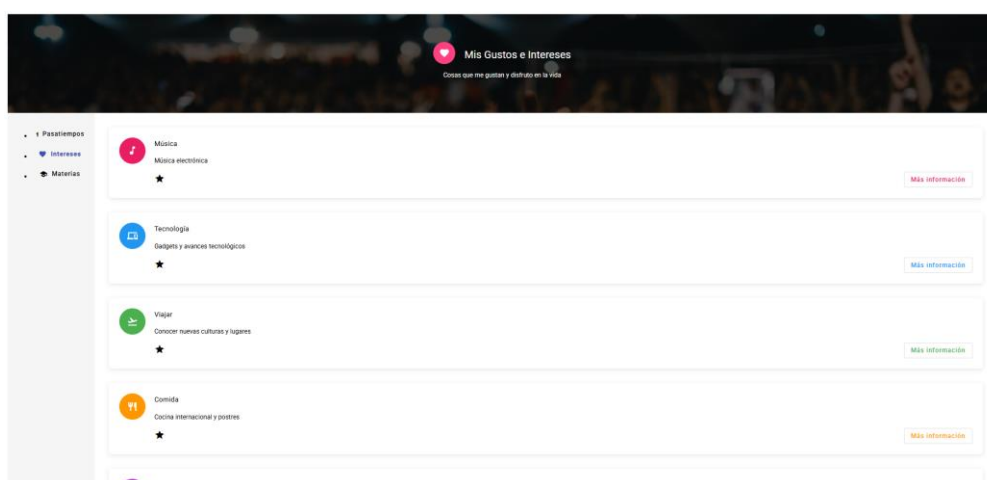 Mis Gustos e Intereses
Cosas que me gustan y disfruto en la vida
Pasatiempos
Intereses
Materias
Música
Música electrónica
Más información
Tecnología
Gadgets y avances tecnológicos
Más información
Viajar
Conocer nuevas culturas y lugares
Más información
Comida
Cocina internacional y postres
Más información